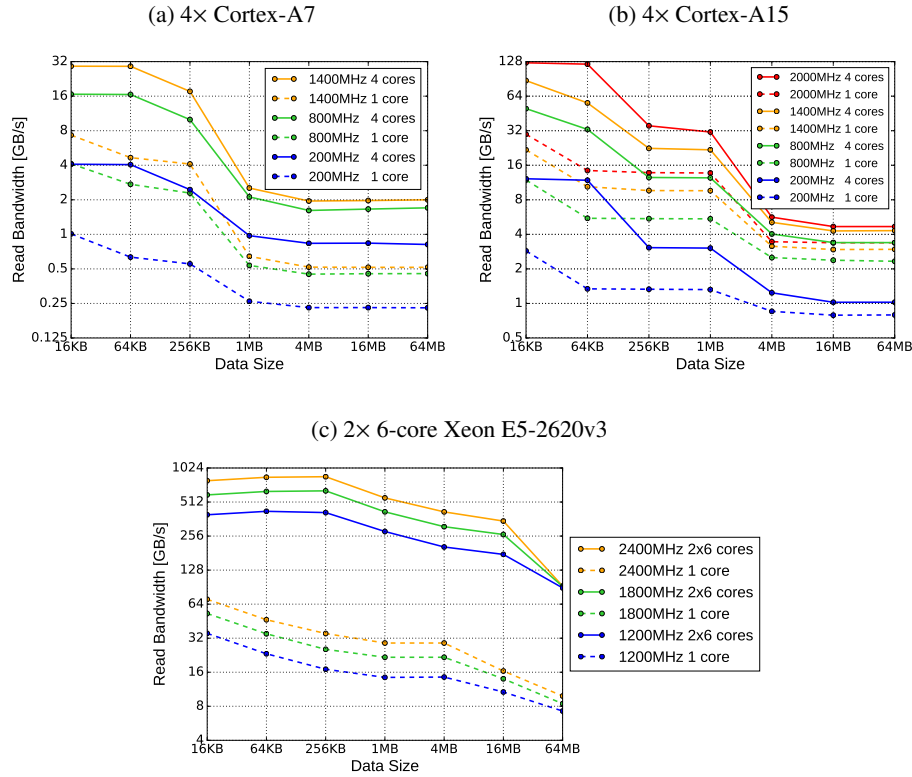 (a) 4× Cortex-A7
32
16
8
4
2
1
0.5
0.25
0.125
Read Bandwidth [GB/s]
1400MHz 4 cores
1400MHz 1 core
800MHz 4 cores
800MHz 1 core
200MHz 4 cores
200MHz 1 core
16KB 64KB 256KB 1MB 4MB 16MB 64MB
Data Size
(b) 4× Cortex-A15
128
64
32
16
8
4
2
1
0.5
Read Bandwidth [GB/s]
2000MHz 4 cores
2000MHz 1 core
1400MHz 4 cores
1400MHz 1 core
800MHz 4 cores
800MHz 1 core
200MHz 4 cores
200MHz 1 core
16KB 64KB 256KB 1MB 4MB 16MB 64MB
Data Size
(c) 2× 6-core Xeon E5-2620v3
1024
512
256
128
64
32
16
8
4
Read Bandwidth [GB/s]
2400MHz 2x6 cores
2400MHz 1 core
1800MHz 2x6 cores
1800MHz 1 core
1200MHz 2x6 cores
1200MHz 1 core
16KB 64KB 256KB 1MB 4MB 16MB 64MB
Data Size